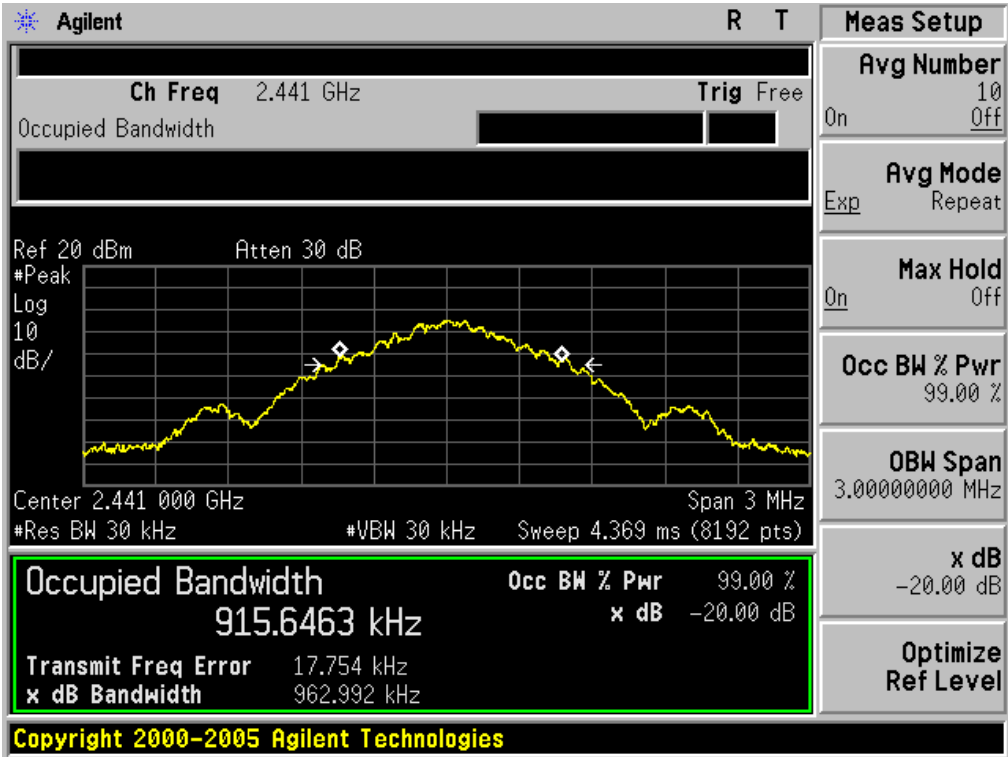 Agilent R T Meas Setup
Ch Freq 2.441 GHz Trig Free
Occupied Bandwidth
Avg Number
10
On Off
Avg Mode
Exp Repeat
Max Hold
On Off
Occ BW % Pwr
99.00 %
OBW Span
3.00000000 MHz
x dB
-20.00 dB
Optimize
Ref Level
Ref 20 dBm Atten 30 dB
#Peak
Log
10
dB/
Center 2.441 000 GHz Span 3 MHz
#Res BW 30 kHz #VBW 30 kHz Sweep 4.369 ms (8192 pts)
Occupied Bandwidth Occ BW % Pwr 99.00 %
915.6463 kHz x dB -20.00 dB
Transmit Freq Error 17.754 kHz
x dB Bandwidth 962.992 kHz
Copyright 2000-2005 Agilent Technologies